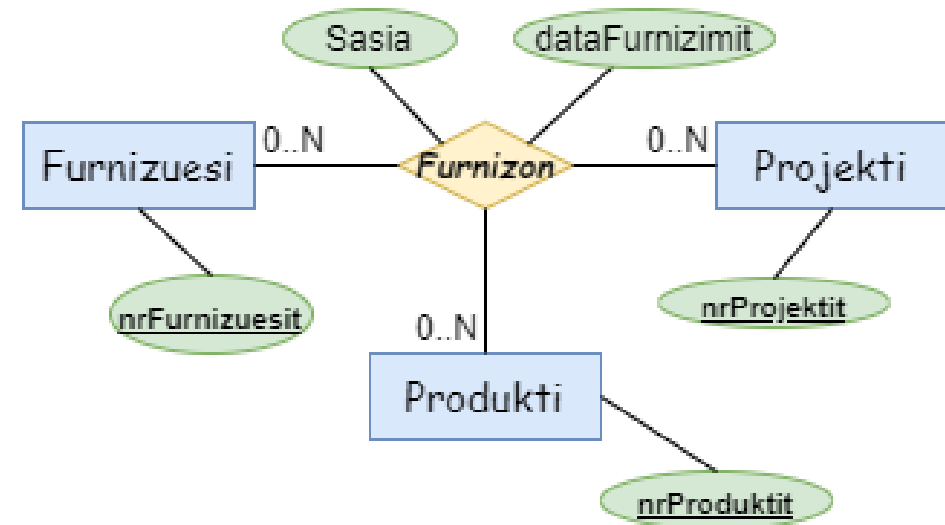 Sasia
dataFurnizimit
Furnizuesi
0..N
Furnizon
0..N
Projekti
nrFurnizuesit
nrProjektit
0..N
Produkti
nrProduktit